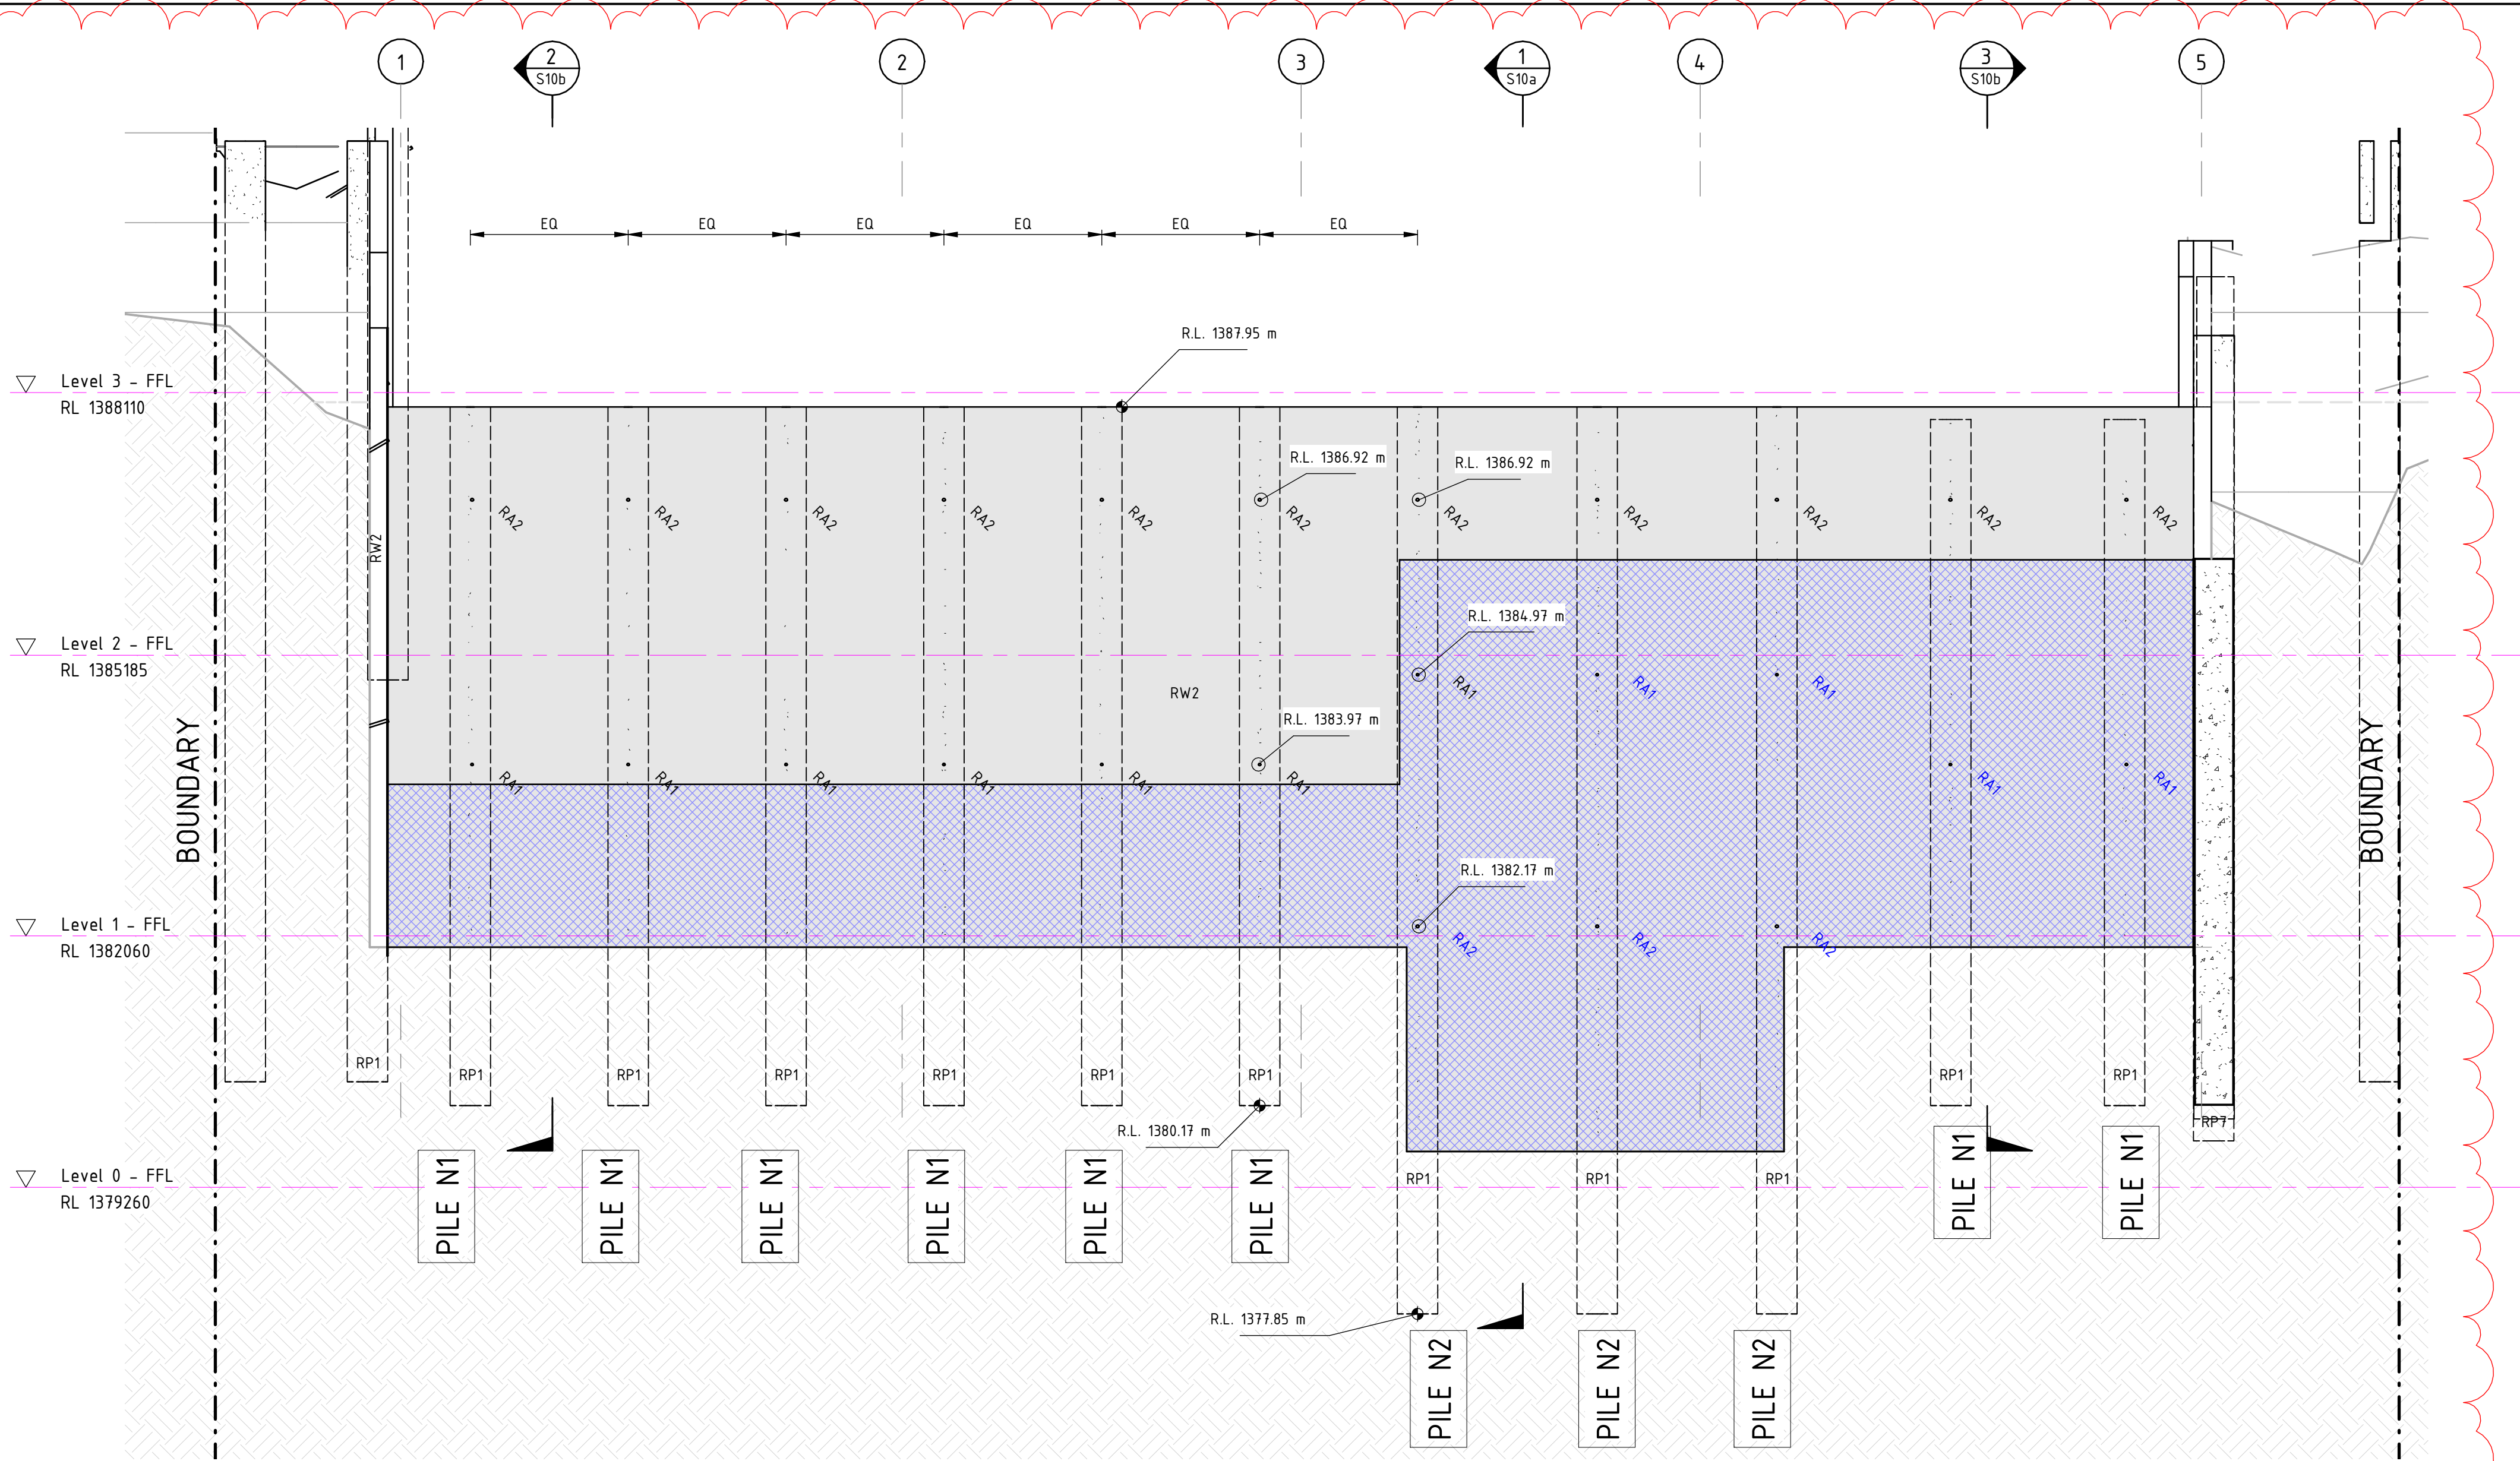 1
2
S10b
2
3
1
S10a
4
3
S10b
5
EQ
EQ
EQ
EQ
EQ
EQ
R.L. 1387.95 m
Level 3 - FFL
RL 1388110
R.L. 1386.92 m
R.L. 1386.92 m
RA2
RA2
RA2
RA2
RA2
RA2
RA2
RA2
RA2
RA2
RA2
RW2
R.L. 1384.97 m
Level 2 - FFL
RL 1385185
RA1
RA1
RA1
RW2
R.L. 1383.97 m
RA1
RA1
RA1
RA1
RA1
RA1
RA1
RA1
BOUNDARY
BOUNDARY
R.L. 1382.17 m
Level 1 - FFL
RL 1382060
RA2
RA2
RA2
RP1
RP1
RP1
RP1
RP1
RP1
RP1
RP1
RP1
RP7
R.L. 1380.17 m
Level 0 - FFL
RL 1379260
RP1
RP1
RP1
PILE N1
PILE N1
PILE N1
PILE N1
PILE N1
PILE N1
PILE N1
PILE N1
R.L. 1377.85 m
PILE N2
PILE N2
PILE N2